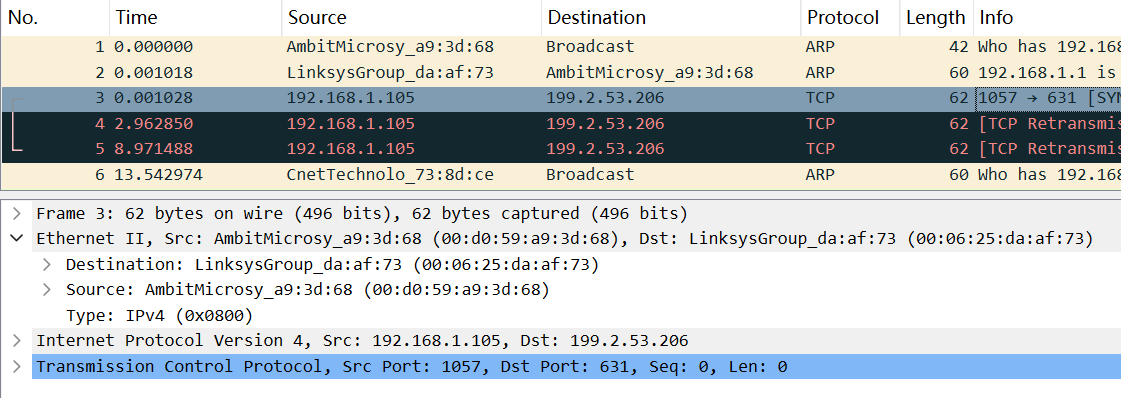 No. Time Source Destination Protocol Length Info
1 0.000000 AmbitMicrosy_a9:3d:68 Broadcast ARP 42 Who has 192.168
2 0.001018 LinksysGroup_da:af:73 AmbitMicrosy_a9:3d:68 ARP 60 192.168.1.1 is
3 0.001028 192.168.1.105 199.2.53.206 TCP 62 1057 → 631 [SYN
4 2.962850 192.168.1.105 199.2.53.206 TCP 62 [TCP Retransmis
5 8.971488 192.168.1.105 199.2.53.206 TCP 62 [TCP Retransmis
6 13.542974 CnetTechnolo_73:8d:ce Broadcast ARP 60 Who has 192.168
Frame 3: 62 bytes on wire (496 bits), 62 bytes captured (496 bits)
Ethernet II, Src: AmbitMicrosy_a9:3d:68 (00:d0:59:a9:3d:68), Dst: LinksysGroup_da:af:73 (00:06:25:da:af:73)
Destination: LinksysGroup_da:af:73 (00:06:25:da:af:73)
Source: AmbitMicrosy_a9:3d:68 (00:d0:59:a9:3d:68)
Type: IPv4 (0x0800)
Internet Protocol Version 4, Src: 192.168.1.105, Dst: 199.2.53.206
Transmission Control Protocol, Src Port: 1057, Dst Port: 631, Seq: 0, Len: 0